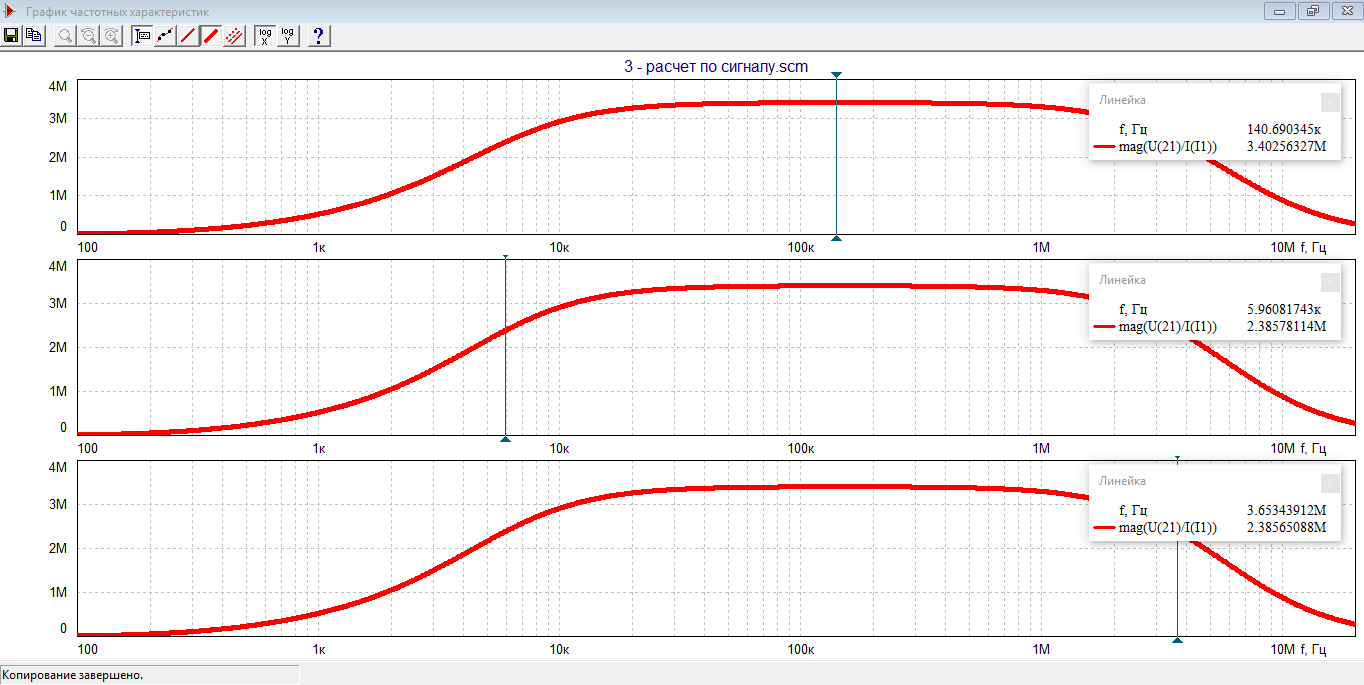 График частотных характеристик
log X
log Y
?
3 - расчет по сигналу.scm
4M
3M
2M
1M
0
100
1к
10к
100к
1M
10M f, Гц
Линейка
f, Гц 140.690345к
mag(U(21)/I(I1)) 3.40256327M
4M
3M
2M
1M
0
100
1к
10к
100к
1M
10M f, Гц
Линейка
f, Гц 5.96081743к
mag(U(21)/I(I1)) 2.38578114M
4M
3M
2M
1M
0
100
1к
10к
100к
1M
10M f, Гц
Линейка
f, Гц 3.65343912M
mag(U(21)/I(I1)) 2.38565088M
Копирование завершено.